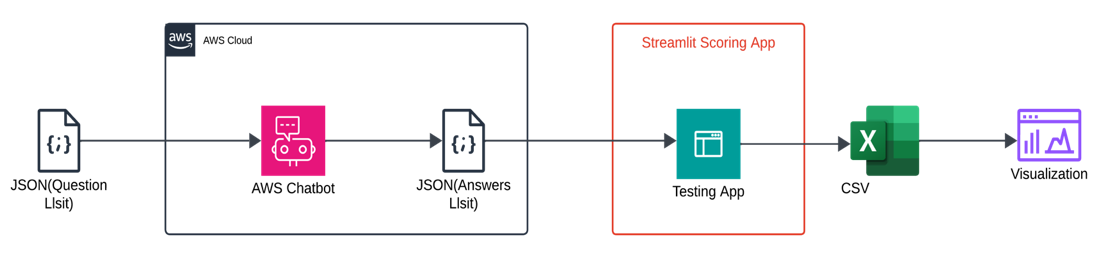 aws
AWS Cloud
Streamlit Scoring App
{;}
{;}
X
JSON(Question
Llsit)
AWS Chatbot
JSON(Answers
Llsit)
Testing App
CSV
Visualization